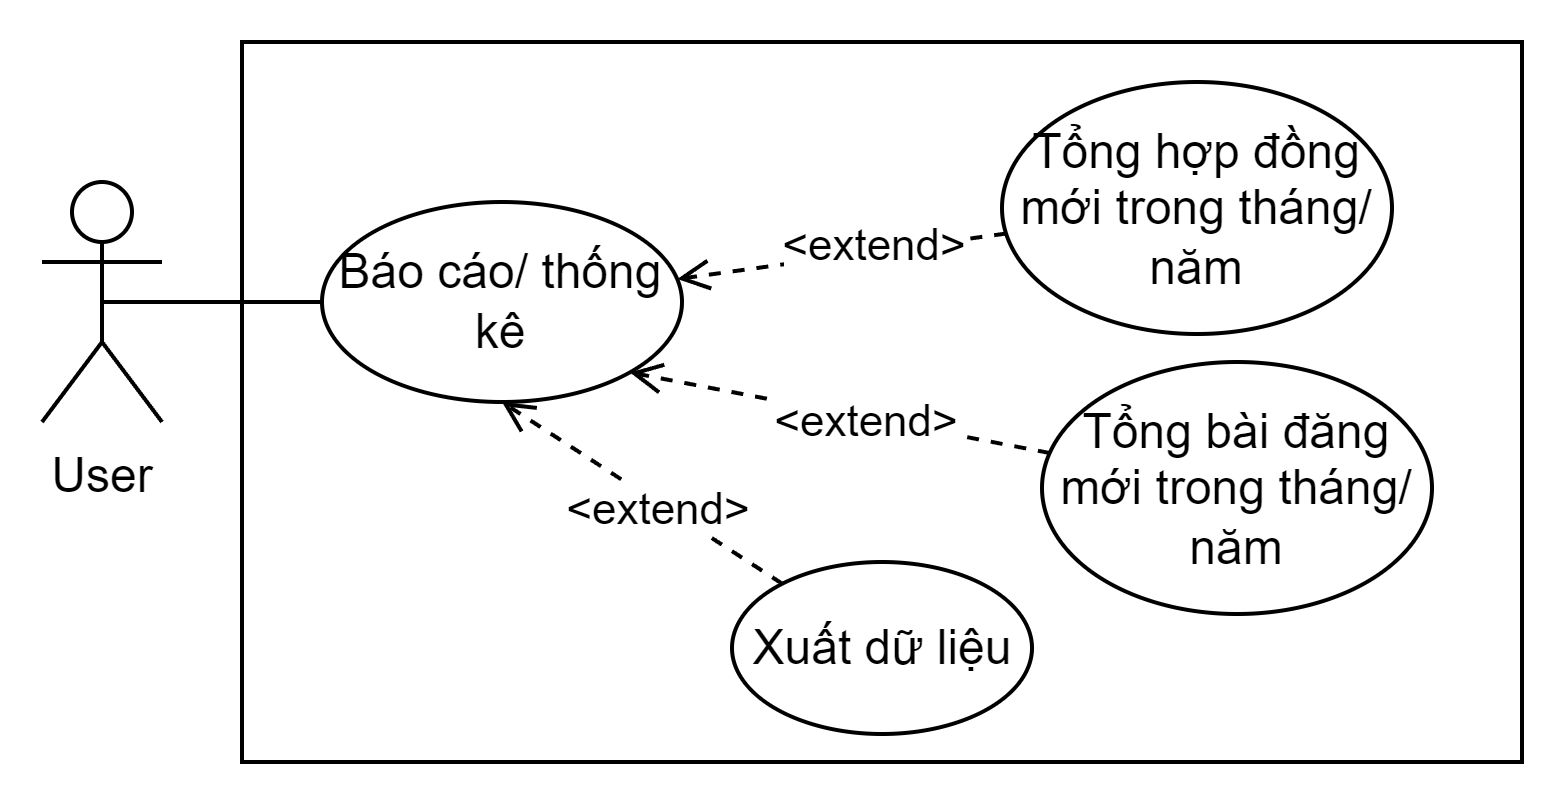 Tổng hợp đồng
mới trong tháng/
năm
<extend>
Báo cáo/ thống
kê
<extend>
Tổng bài đăng
mới trong tháng/
năm
User
<extend>
Xuất dữ liệu